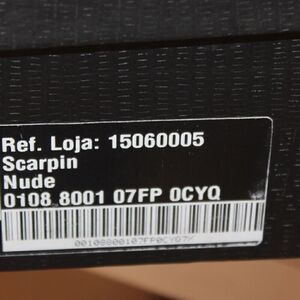 Ref. Loja: 15060005
Scarpin
Nude
0108 8001 07FP 0CYQ